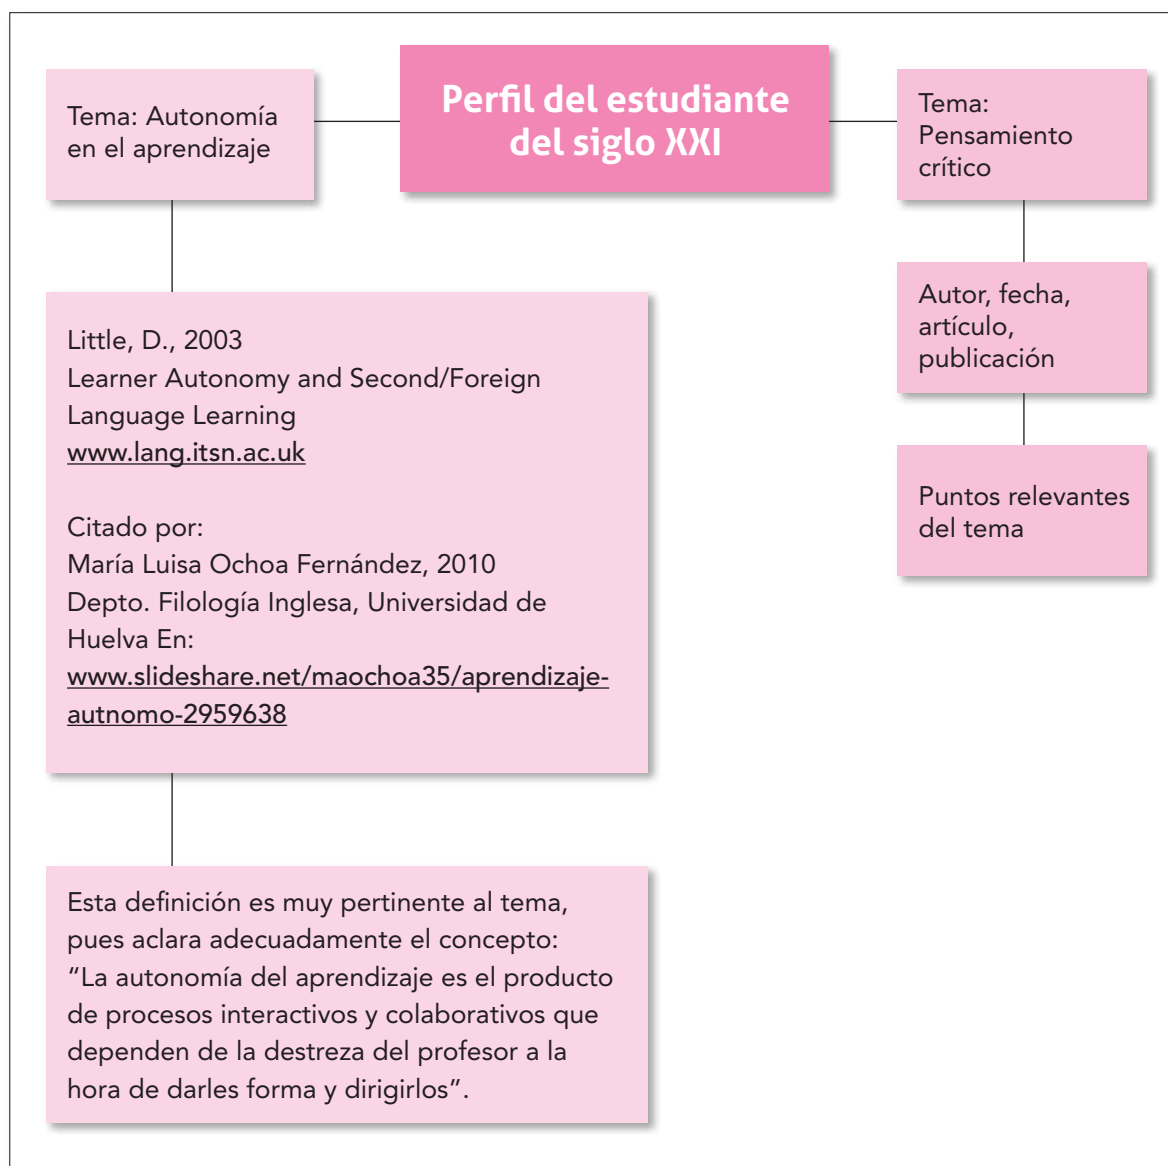 Perfil del estudiante
del siglo XXI
Tema: Autonomía
en el aprendizaje
Little, D., 2003
Learner Autonomy and Second/Foreign
Language Learning
www.lang.itsn.ac.uk
Citado por:
María Luisa Ochoa Fernández, 2010
Depto. Filología Inglesa, Universidad de
Huelva En:
www.slideshare.net/maochoa35/aprendizaje-
autnomo-2959638
Esta definición es muy pertinente al tema,
pues aclara adecuadamente el concepto:
“La autonomía del aprendizaje es el producto
de procesos interactivos y colaborativos que
dependen de la destreza del profesor a la
hora de darles forma y dirigirlos”.
Tema:
Pensamiento
crítico
Autor, fecha,
artículo,
publicación
Puntos relevantes
del tema